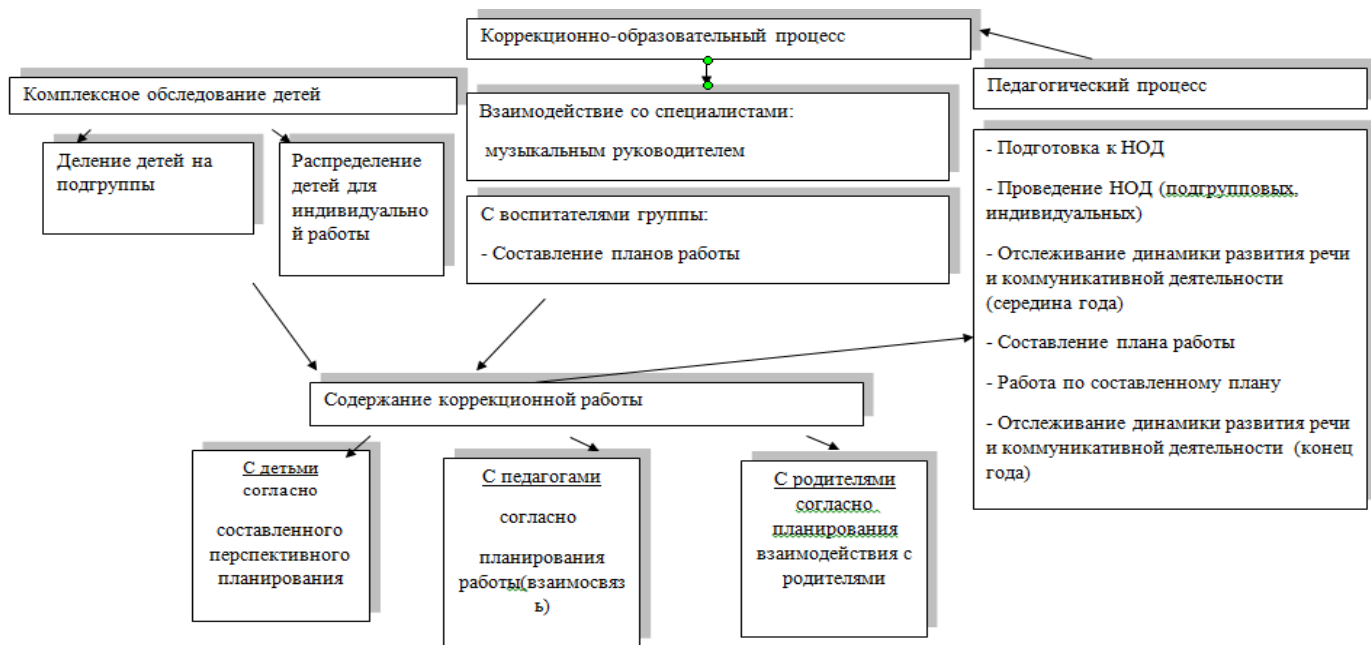 Коррекционно-образовательный процесс
Комплексное обследование детей
Деление детей на
подгруппы
Распределение
детей для
индивидуально
й работы
Взаимодействие со специалистами:
музыкальным руководителем
С воспитателями группы:
- Составление планов работы
Педагогический процесс
- Подготовка к НОД
- Проведение НОД (подгрупповых,
индивидуальных)
- Отслеживание динамики развития речи
и коммуникативной деятельности
(середина года)
- Составление плана работы
- Работа по составленному плану
- Отслеживание динамики развития речи
и коммуникативной деятельности (конец
года)
Содержание коррекционной работы
С детьми
согласно
составленного
перспективного
планирования
С педагогами
согласно
планирования
работы(взаимосвяз
ь)
С родителями
согласно
планирования
взаимодействия с
родителями